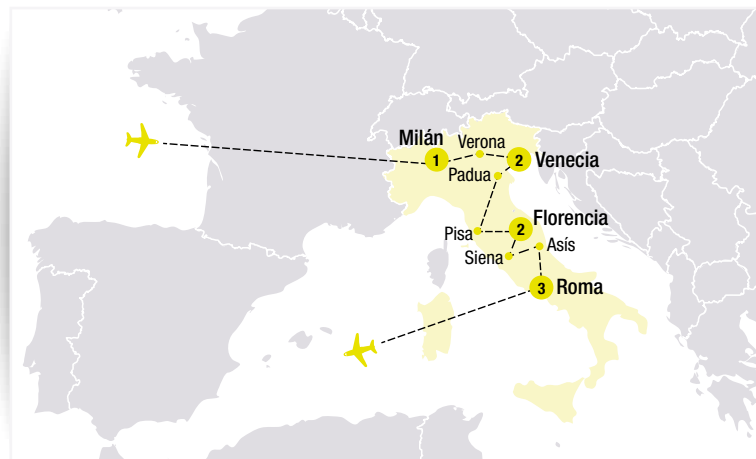 Milán
1
Verona
2
Venecia
Padua
Florencia
2
Pisa
Asís
Siena
3
Roma